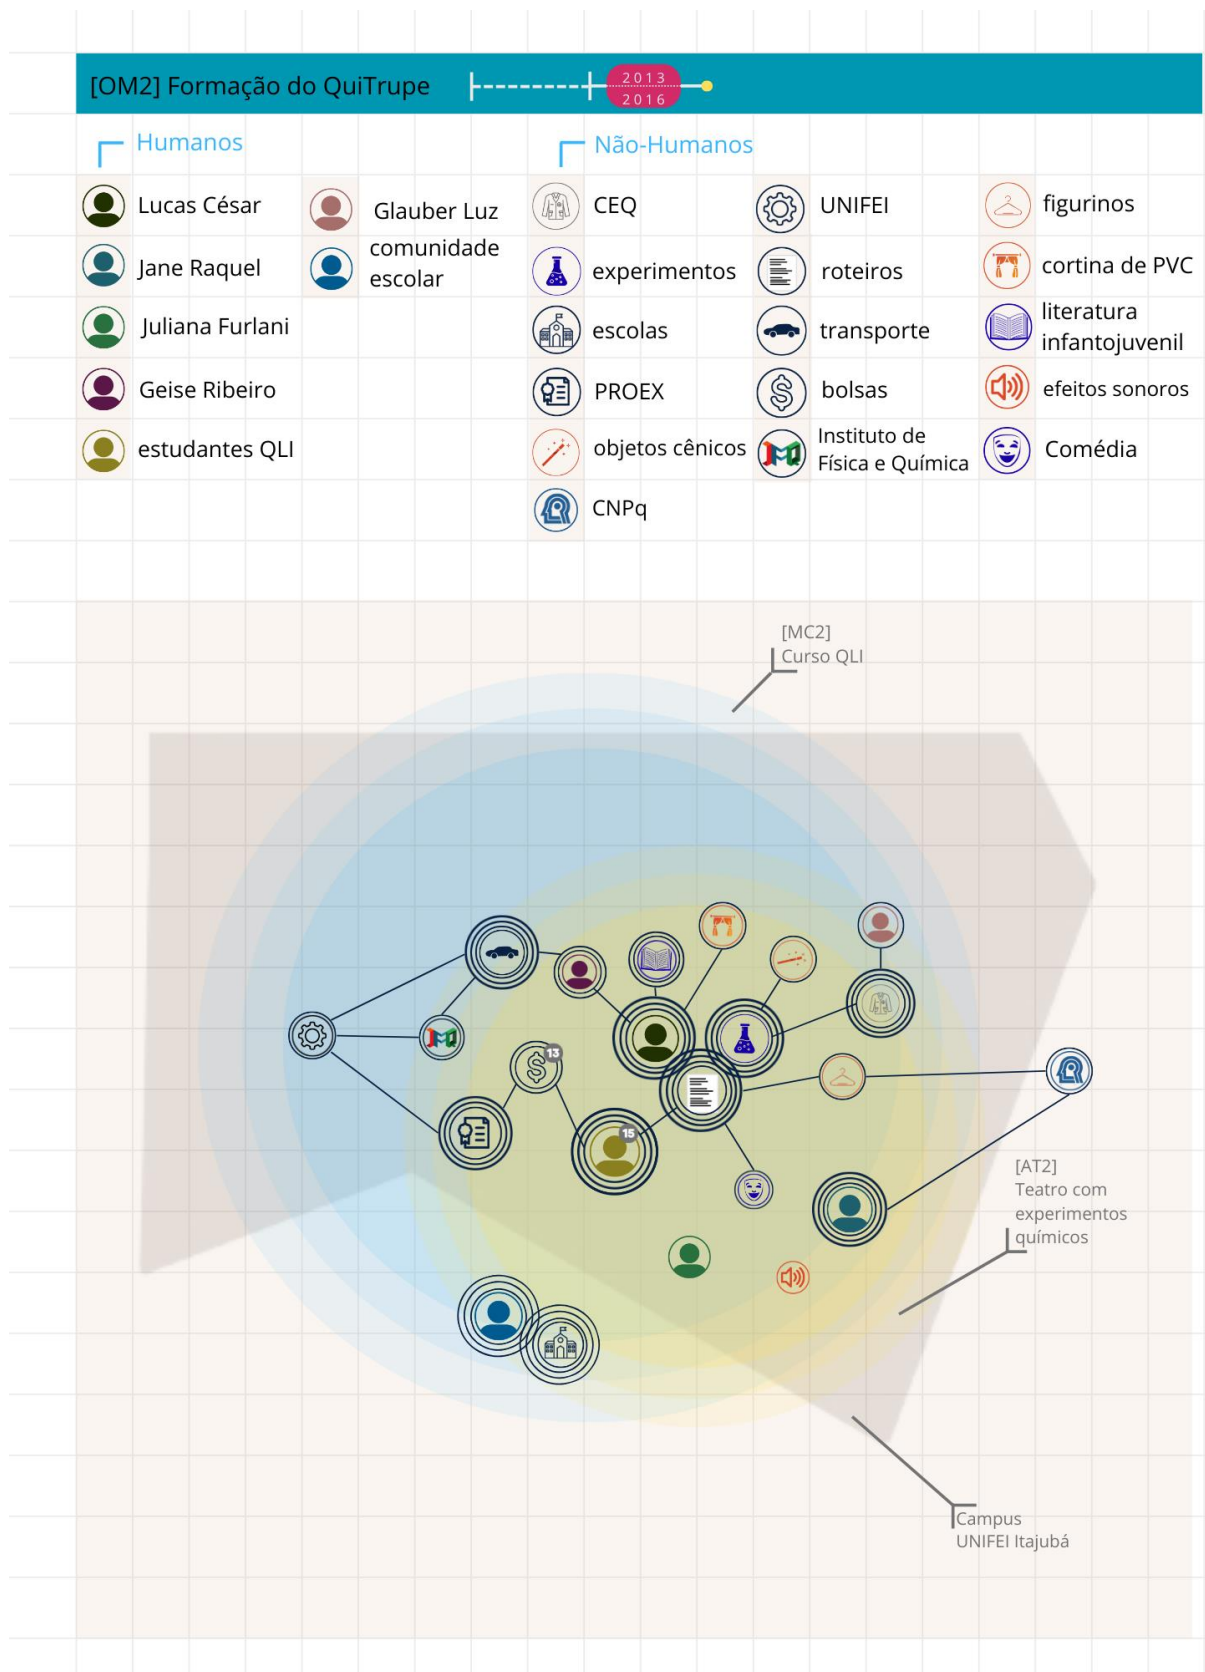 [OM2] Formação do QuiTrupe
2013
2016
Humanos
Não-Humanos
Lucas César
Glauber Luz
CEQ
UNIFEI
figurinos
Jane Raquel
comunidade
escolar
experimentos
roteiros
cortina de PVC
Juliana Furlani
escolas
transporte
literatura
infantojuvenil
Geise Ribeiro
PROEX
bolsas
efeitos sonoros
estudantes QLI
objetos cênicos
Instituto de
Física e Química
Comédia
CNPq
[MC2]
Curso QLI
13
15
[AT2]
Teatro com
experimentos
químicos
Campus
UNIFEI Itajubá